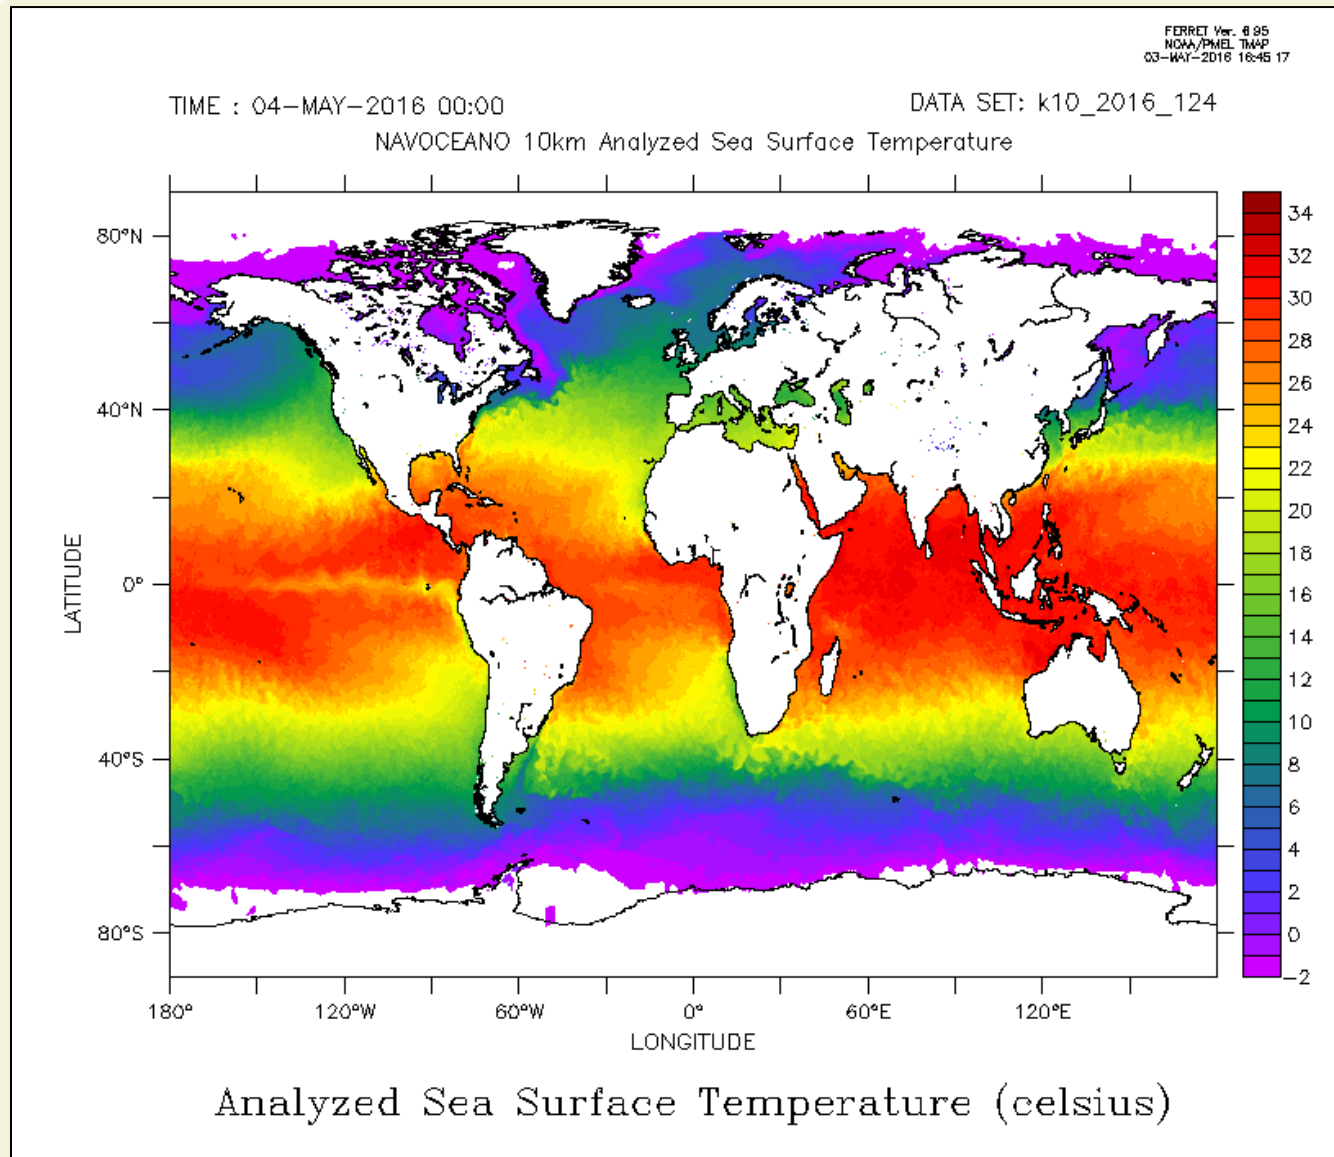 FERRET Ver. 6.95
NOAA/PMEL TMAP
03-MAY-2016 16:45:17
TIME : 04-MAY-2016 00:00
DATA SET: k10_2016_124
NAVOCEANO 10km Analyzed Sea Surface Temperature
80°N
40°N
0°
40°S
80°S
LATITUDE
180°
120°W
60°W
0°
60°E
120°E
LONGITUDE
34
32
30
28
26
24
22
20
18
16
14
12
10
8
6
4
2
0
-2
Analyzed Sea Surface Temperature (celsius)